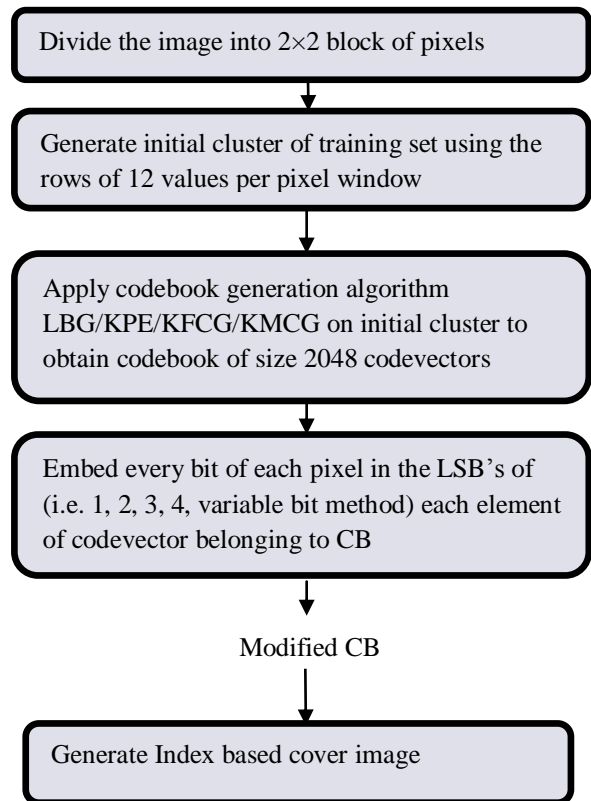 Divide the image into 2×2 block of pixels
Generate initial cluster of training set using the
rows of 12 values per pixel window
Apply codebook generation algorithm
LBG/KPE/KFCG/KMCG on initial cluster to
obtain codebook of size 2048 codevectors
Embed every bit of each pixel in the LSB’s of
(i.e. 1, 2, 3, 4, variable bit method) each element
of codevector belonging to CB
Modified CB
Generate Index based cover image